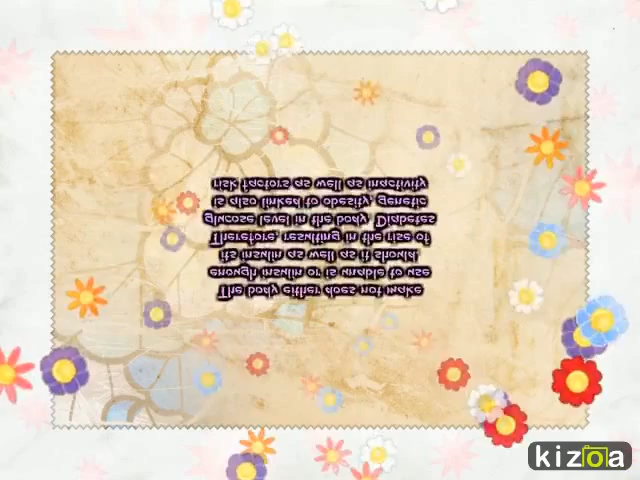 The body either does not make
enough insulin or is unable to use
its insulin as well as it should.
Therefore, resulting in the rise of
glucose level in the body. Diabetes
is also linked to obesity, genetic
risk factors as well as inactivity
kizoa